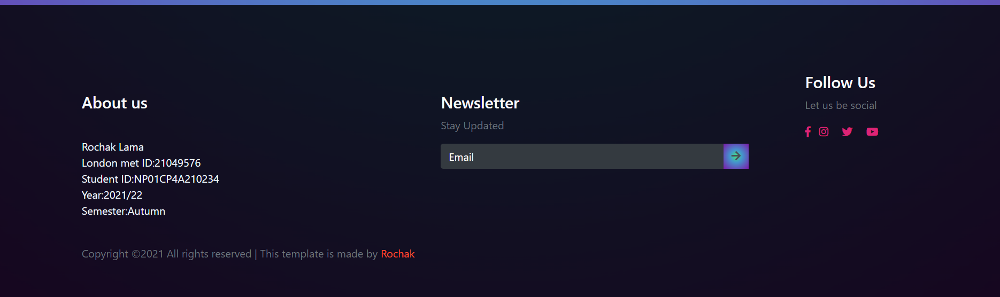 About us
Rochak Lama
London met ID:21049576
Student ID:NP01CP4A210234
Year:2021/22
Semester:Autumn
Copyright ©2021 All rights reserved | This template is made by Rochak
Newsletter
Stay Updated
Email
Follow Us
Let us be social